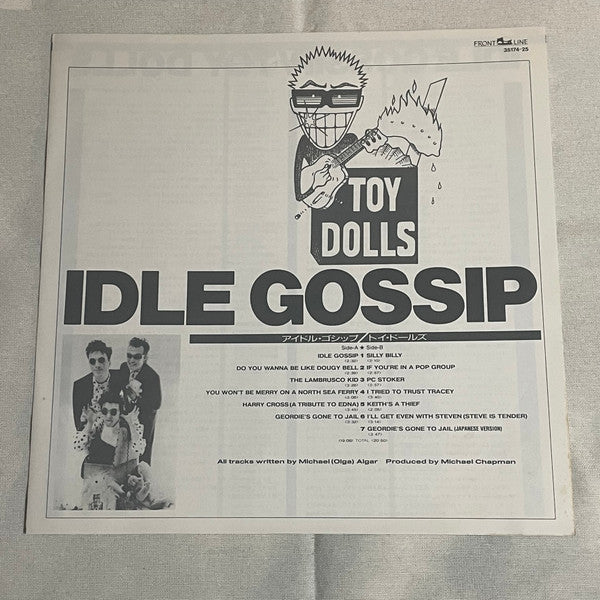 FRONT LINE
35174-25
TOY
DOLLS
IDLE GOSSIP
アイドル・ゴシップ/トイ・ドールズ
Side-A ★ Side-B
IDLE GOSSIP 1 SILLY BILLY
DO YOU WANNA BE LIKE DOUGY BELL 2 IF YOU'RE IN A POP GROUP
THE LAMBRUSCO KID 3 PC STOKER
YOU WON'T BE MERRY ON A NORTH SEA FERRY 4 I TRIED TO TRUST TRACEY
HARRY CROSS (A TRIBUTE TO EDNA) 5 KEITH'S A THIEF
GEORDIE'S GONE TO JAIL 6 I'LL GET EVEN WITH STEVEN (STEVE IS TENDER)
7 GEORDIE'S GONE TO JAIL (JAPANESE VERSION)
All tracks written by Michael (Olga) Algar Produced by Michael Chapman